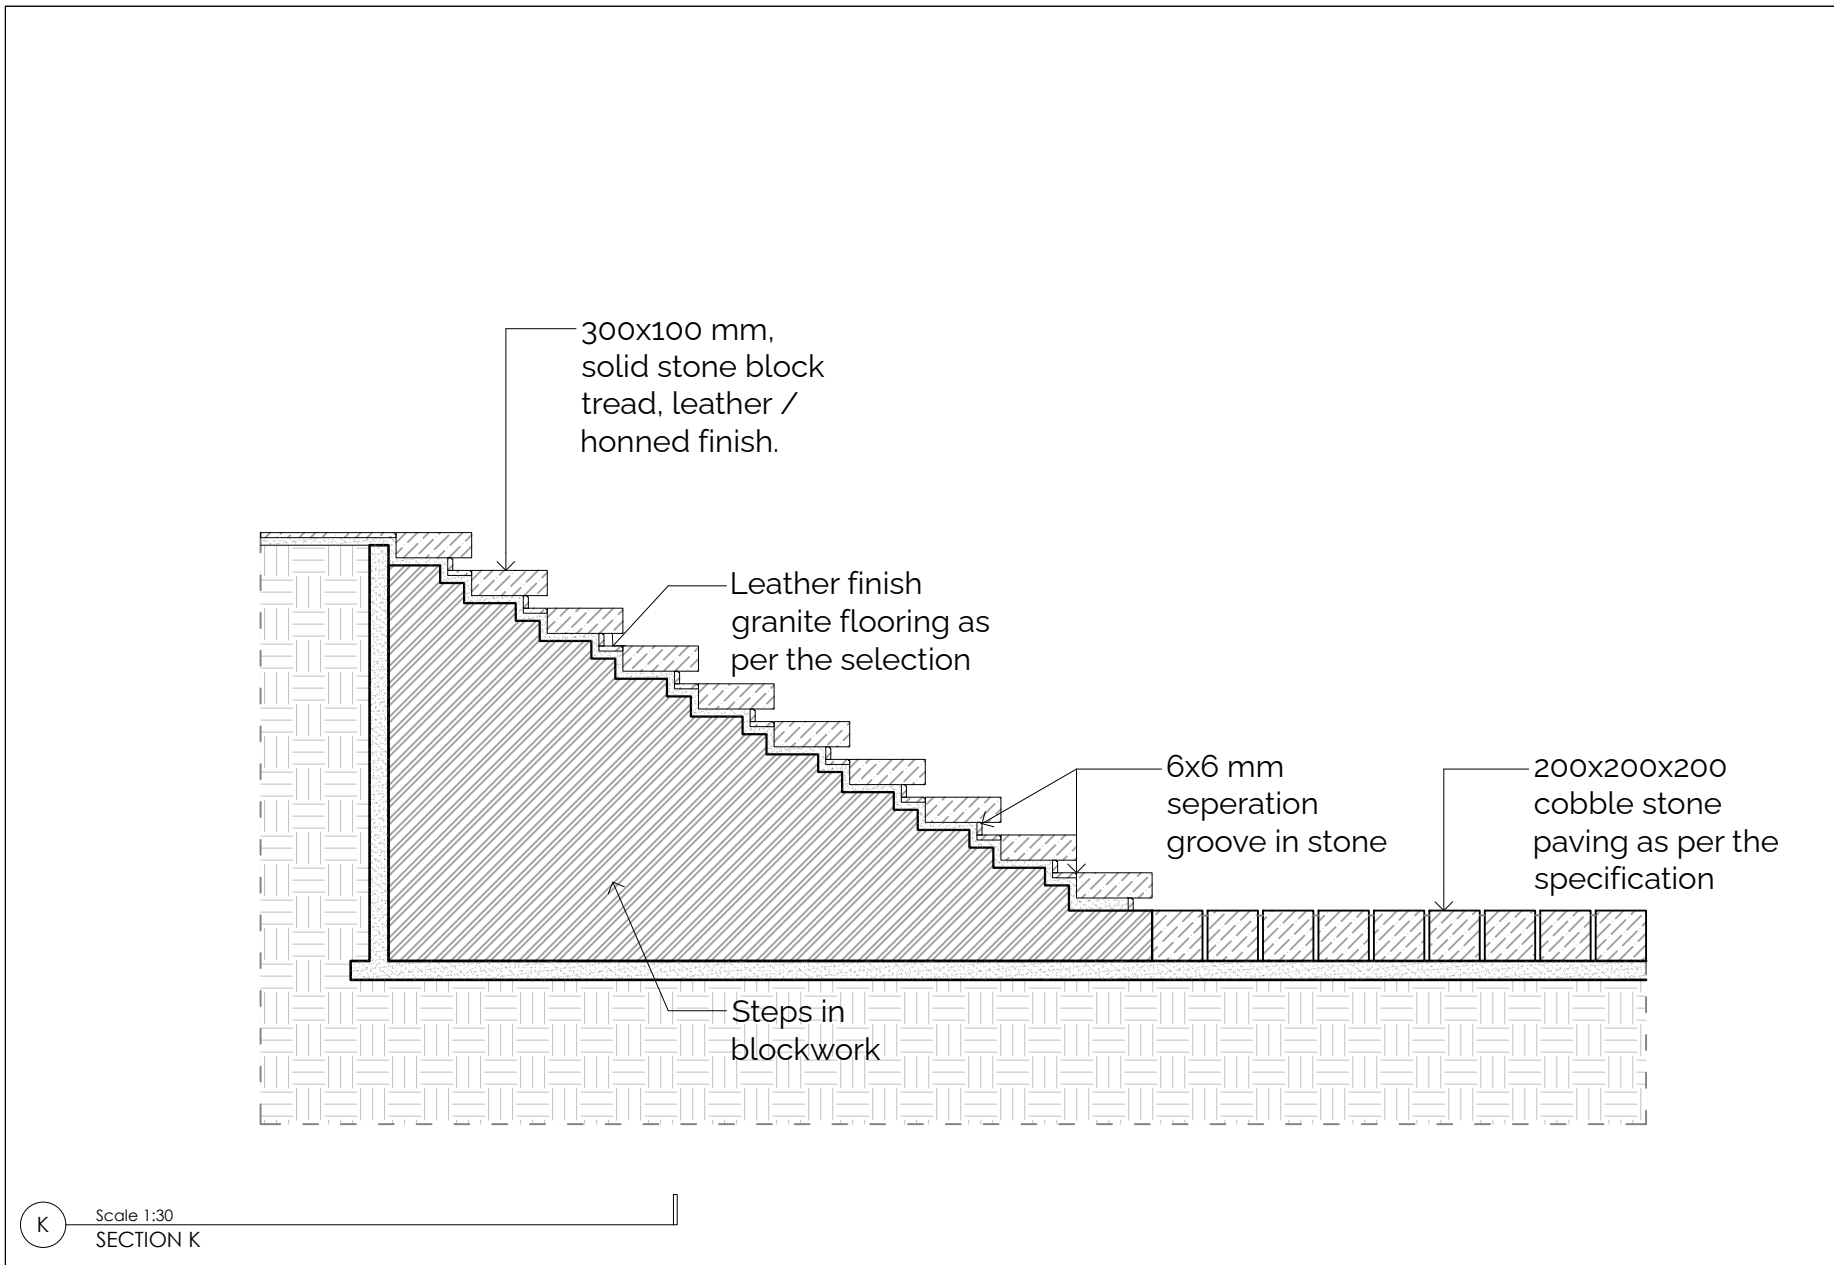 300x100 mm,
solid stone block
tread, leather /
honned finish.
Leather finish
granite flooring as
per the selection
6x6 mm
seperation
groove in stone
200x200x200
cobble stone
paving as per the
specification
Steps in
blockwork
K
Scale 1:30
SECTION K